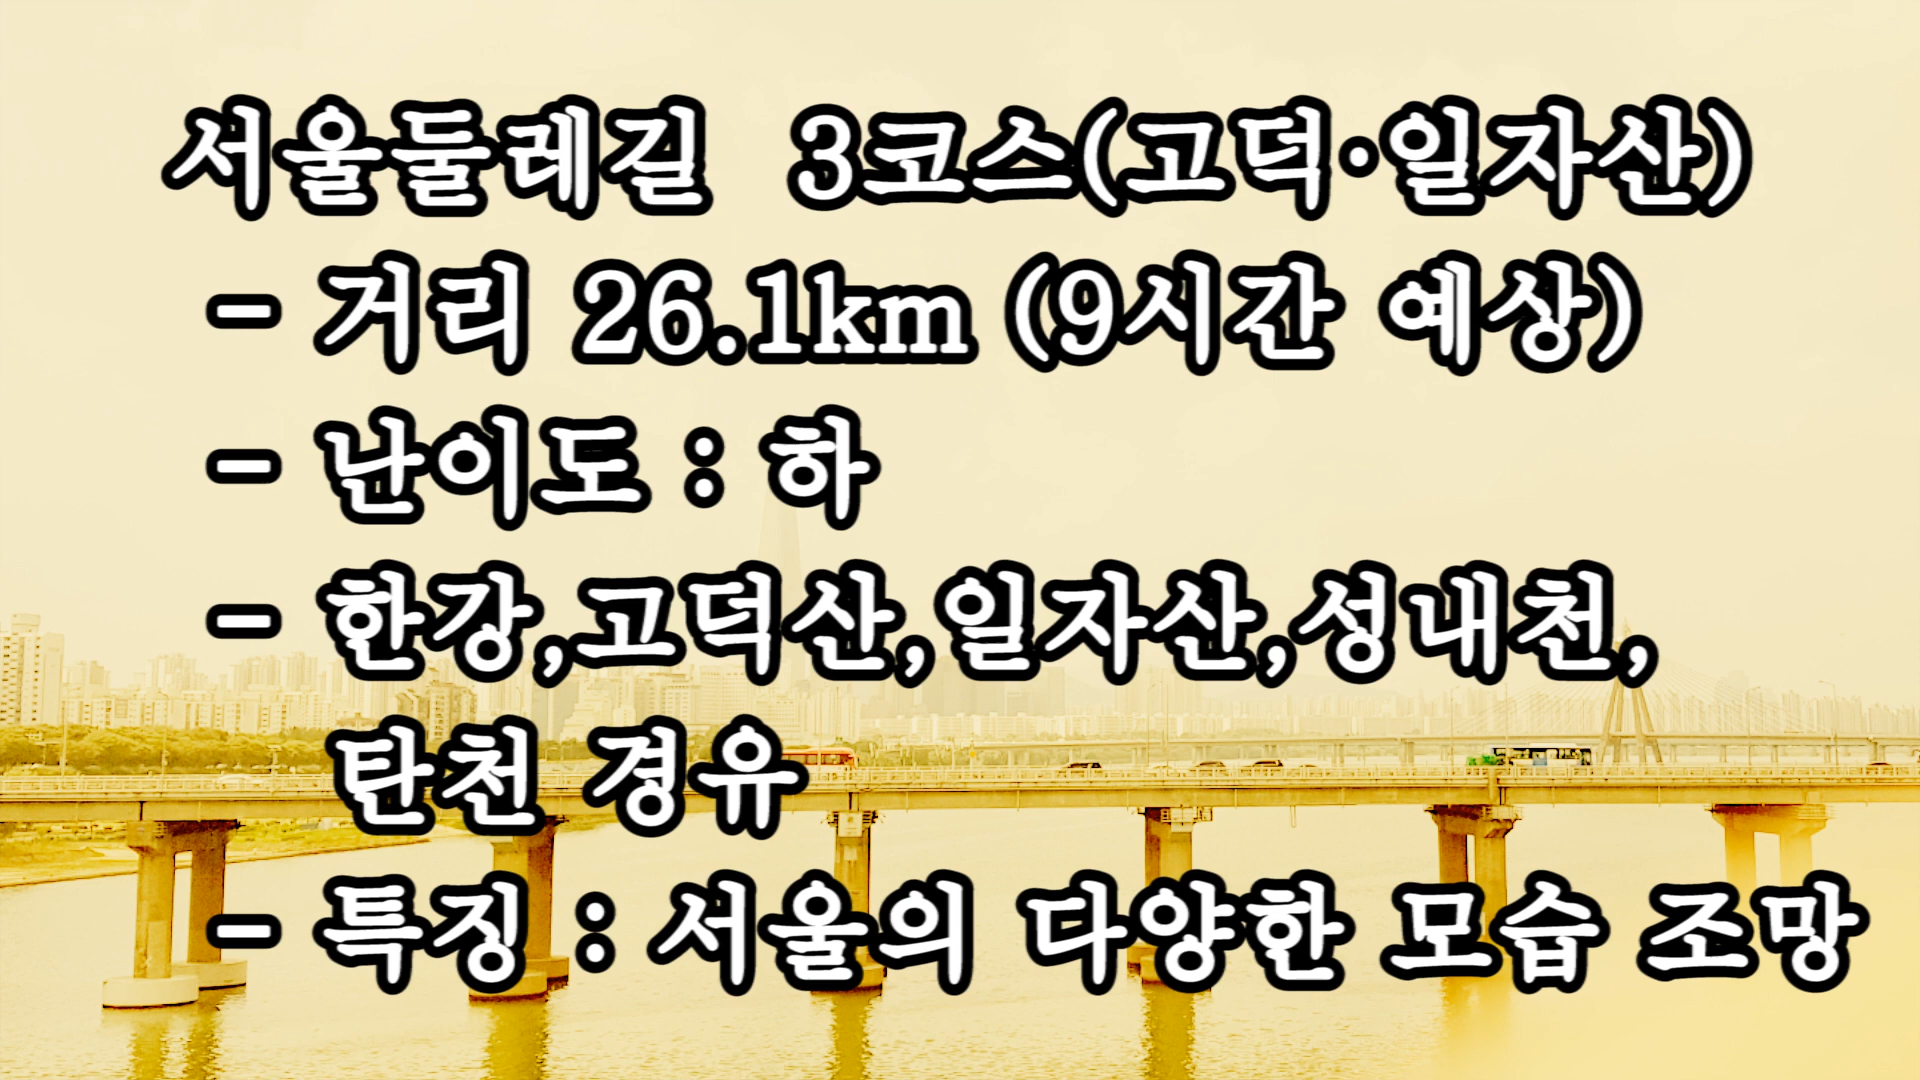 서울둘레길 3코스(고덕·일자산)
- 거리 26.1km (9시간 예상)
- 난이도 : 하
- 한강,고덕산,일자산,성내천,
탄천 경유
- 특징 : 서울의 다양한 모습 조망